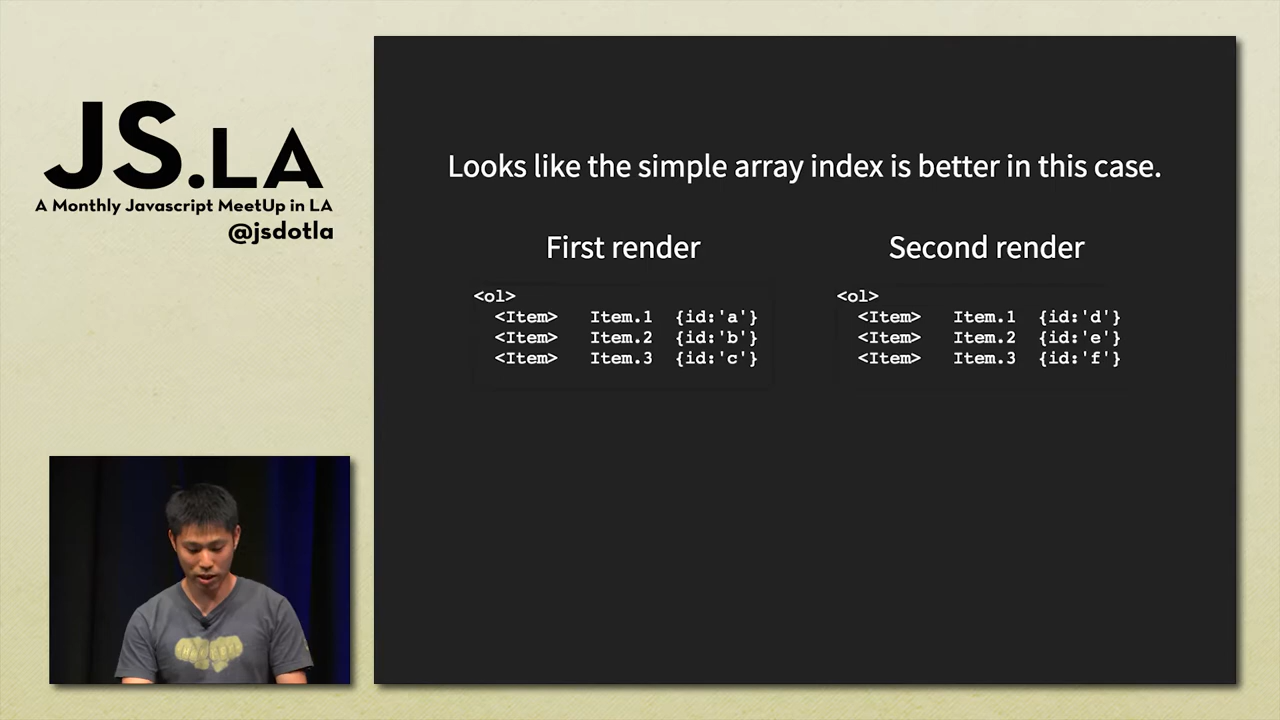 JS.LA
A Monthly Javascript MeetUp in LA
@jsdotla
Looks like the simple array index is better in this case.
First render
<ol>
<Item> Item.1 {id:'a'}
<Item> Item.2 {id:'b'}
<Item> Item.3 {id:'c'}
Second render
<ol>
<Item> Item.1 {id:'d'}
<Item> Item.2 {id:'e'}
<Item> Item.3 {id:'f'}